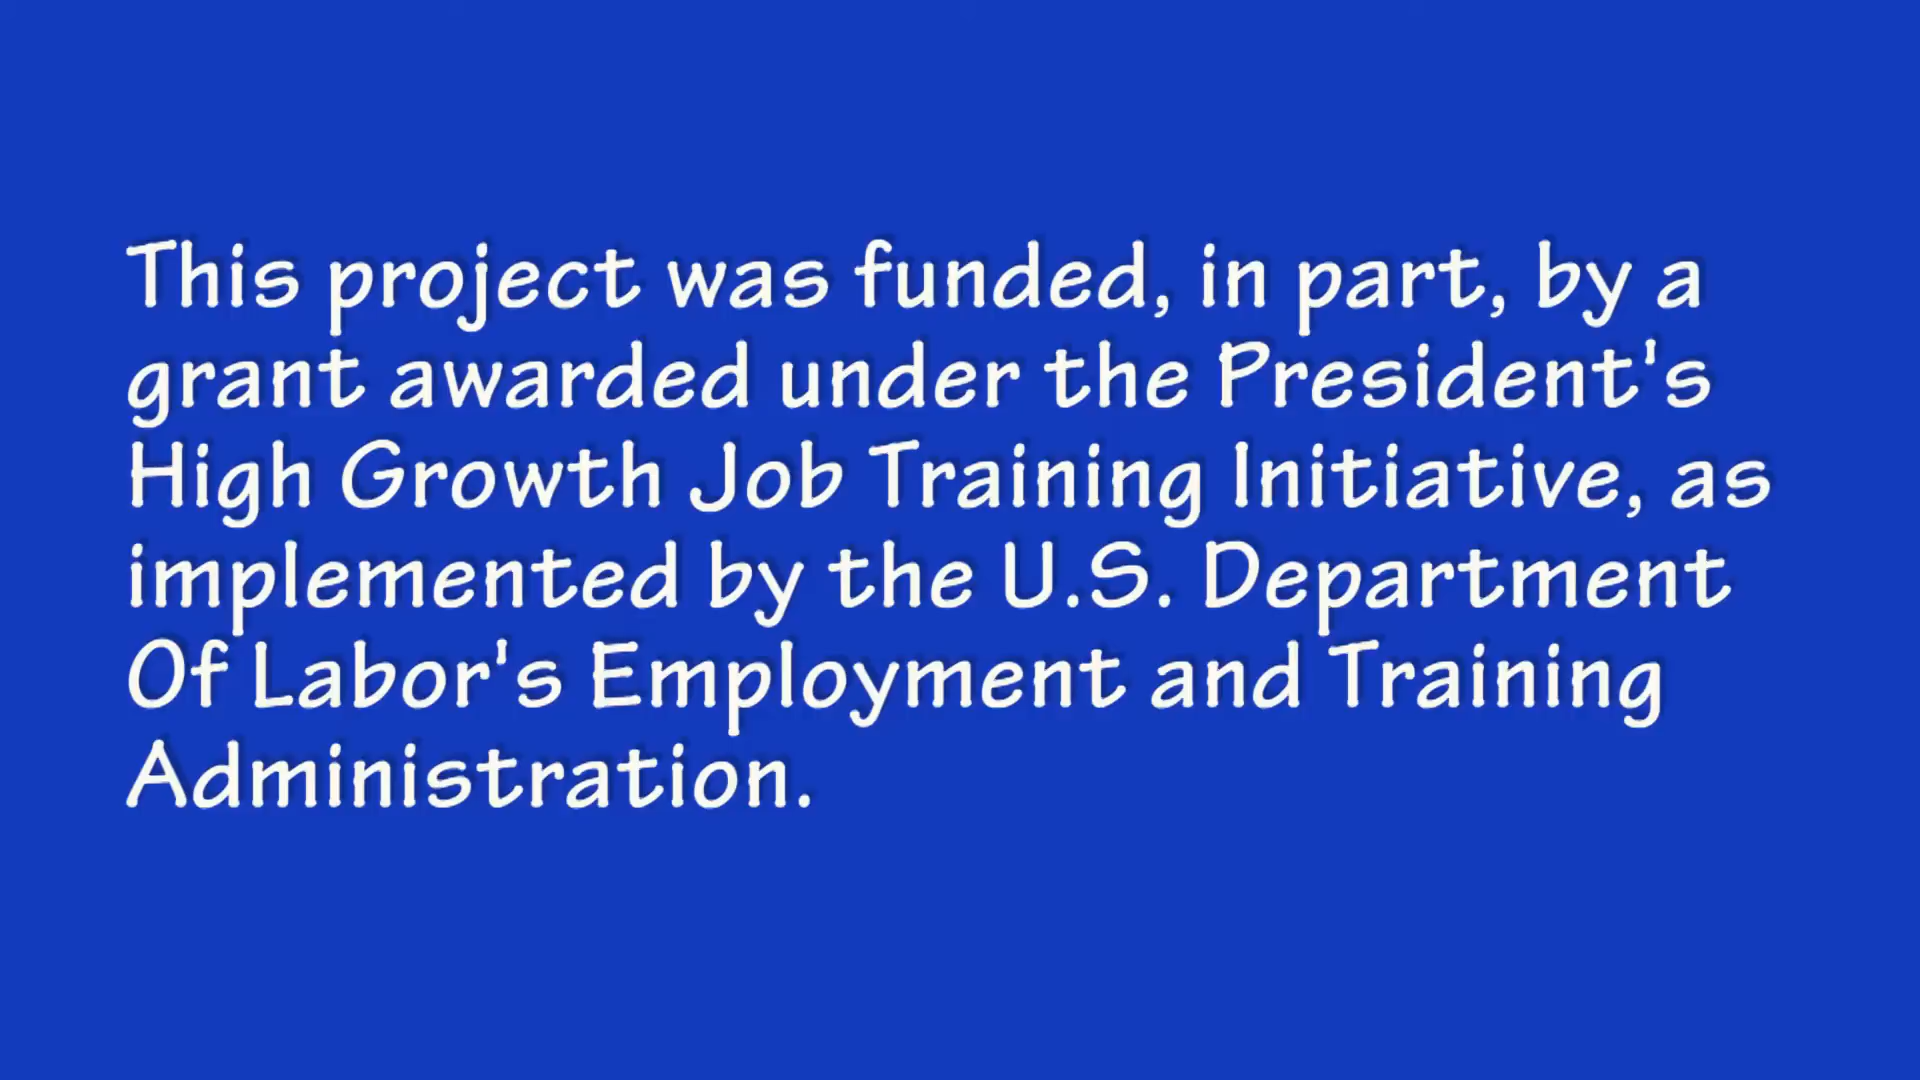 This project was funded, in part, by a
grant awarded under the President's
High Growth Job Training Initiative, as
implemented by the U.S. Department
Of Labor's Employment and Training
Administration.